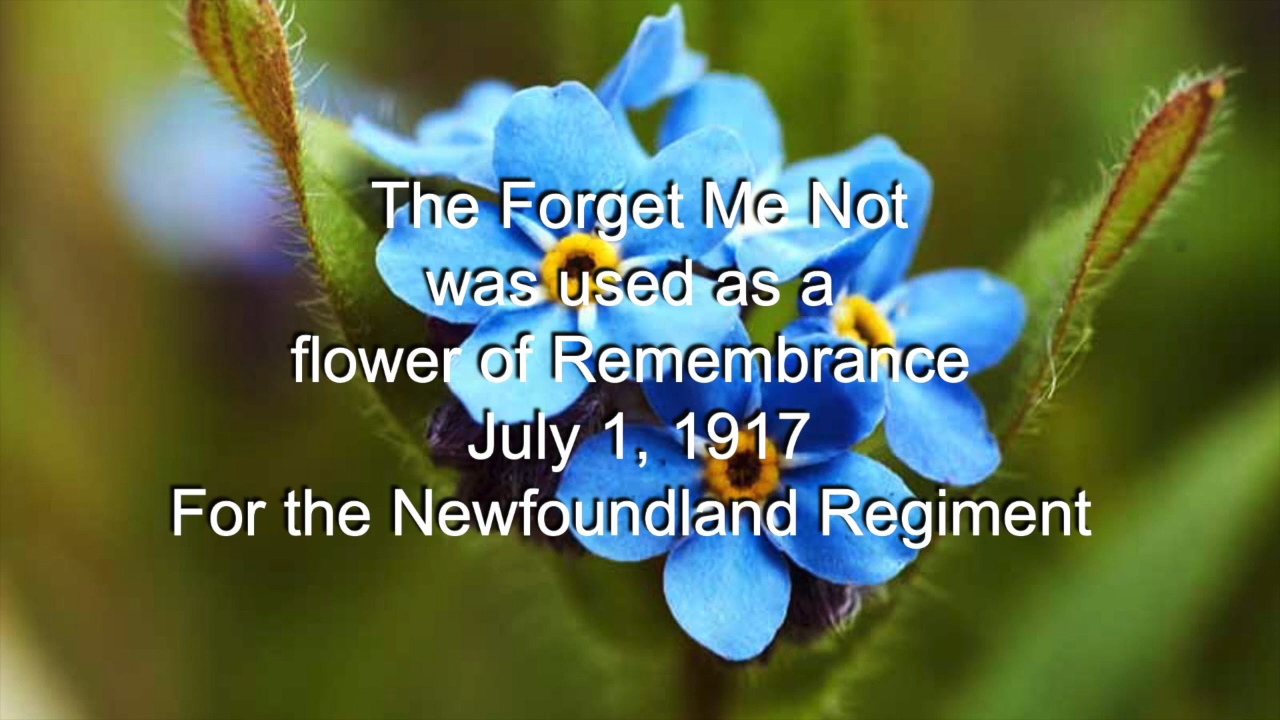 The Forget Me Not
was used as a
flower of Remembrance
July 1, 1917
For the Newfoundland Regiment